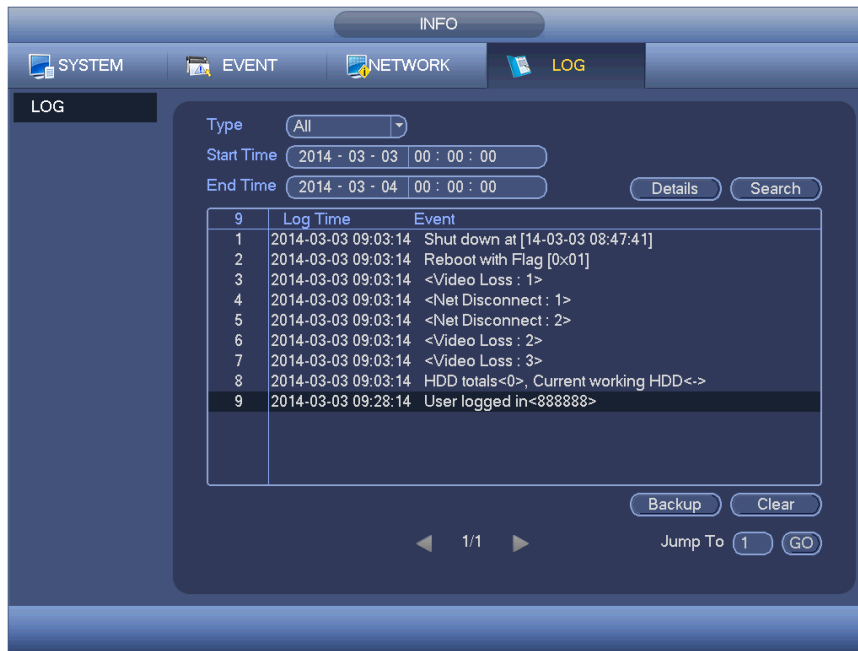 INFO
SYSTEM EVENT NETWORK LOG
LOG
Type All
Start Time 2014 - 03 - 03 00 : 00 : 00
End Time 2014 - 03 - 04 00 : 00 : 00 Details Search
9 Log Time Event
1 2014-03-03 09:03:14 Shut down at [14-03-03 08:47:41]
2 2014-03-03 09:03:14 Reboot with Flag [0×01]
3 2014-03-03 09:03:14 <Video Loss : 1>
4 2014-03-03 09:03:14 <Net Disconnect : 1>
5 2014-03-03 09:03:14 <Net Disconnect : 2>
6 2014-03-03 09:03:14 <Video Loss : 2>
7 2014-03-03 09:03:14 <Video Loss : 3>
8 2014-03-03 09:03:14 HDD totals<0>, Current working HDD<->
9 2014-03-03 09:28:14 User logged in<888888>
Backup Clear
1/1 Jump To 1 GO